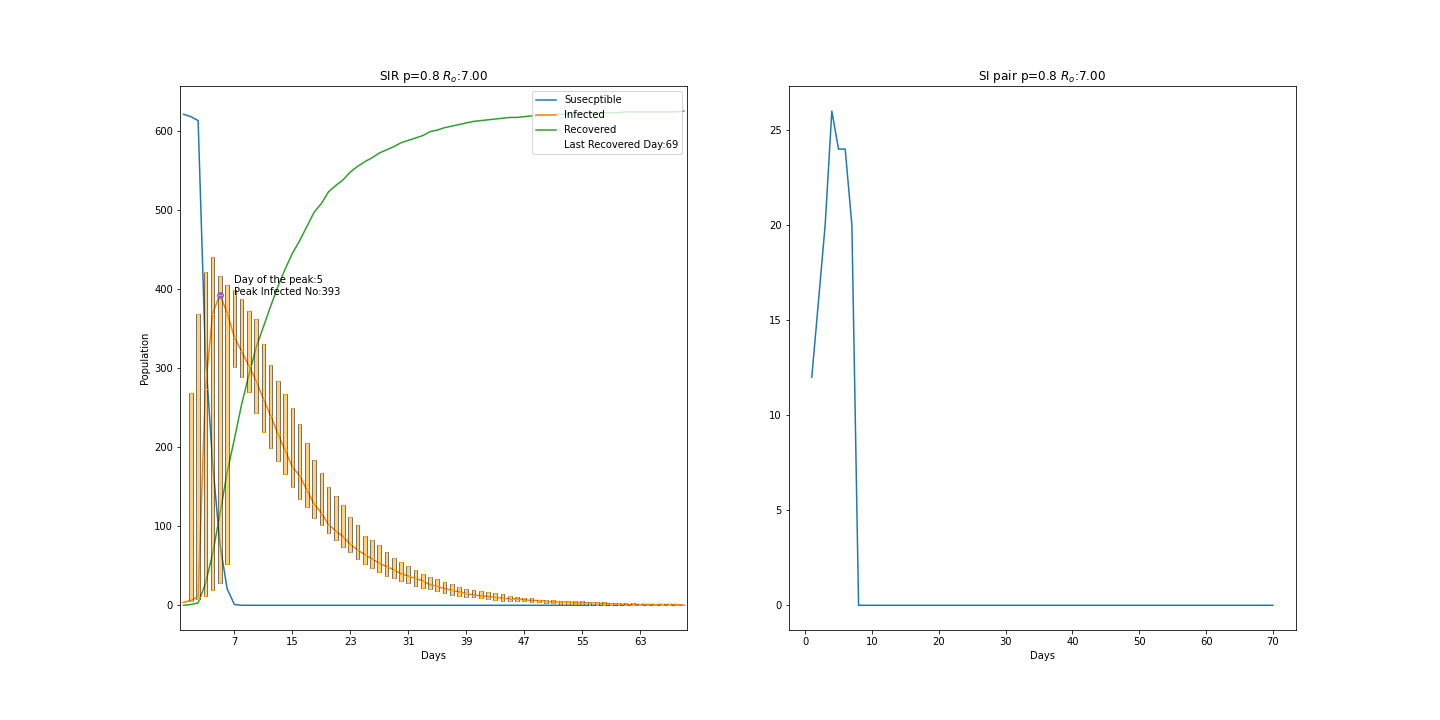 SIR p=0.8 R₀:7.00
Susecptible
Infected
Recovered
Last Recovered Day:69
Day of the peak:5
Peak Infected No:393
Population
600
500
400
300
200
100
0
7 15 23 31 39 47 55 63
Days
SI pair p=0.8 R₀:7.00
25
20
15
10
5
0
0 10 20 30 40 50 60 70
Days